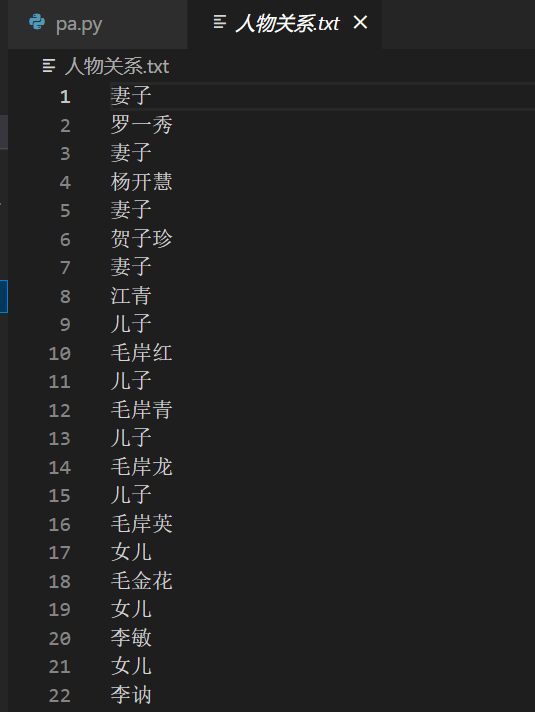 pa.py
人物关系.txt
人物关系.txt
1 妻子
2 罗一秀
3 妻子
4 杨开慧
5 妻子
6 贺子珍
7 妻子
8 江青
9 儿子
10 毛岸红
11 儿子
12 毛岸青
13 儿子
14 毛岸龙
15 儿子
16 毛岸英
17 女儿
18 毛金花
19 女儿
20 李敏
21 女儿
22 李讷